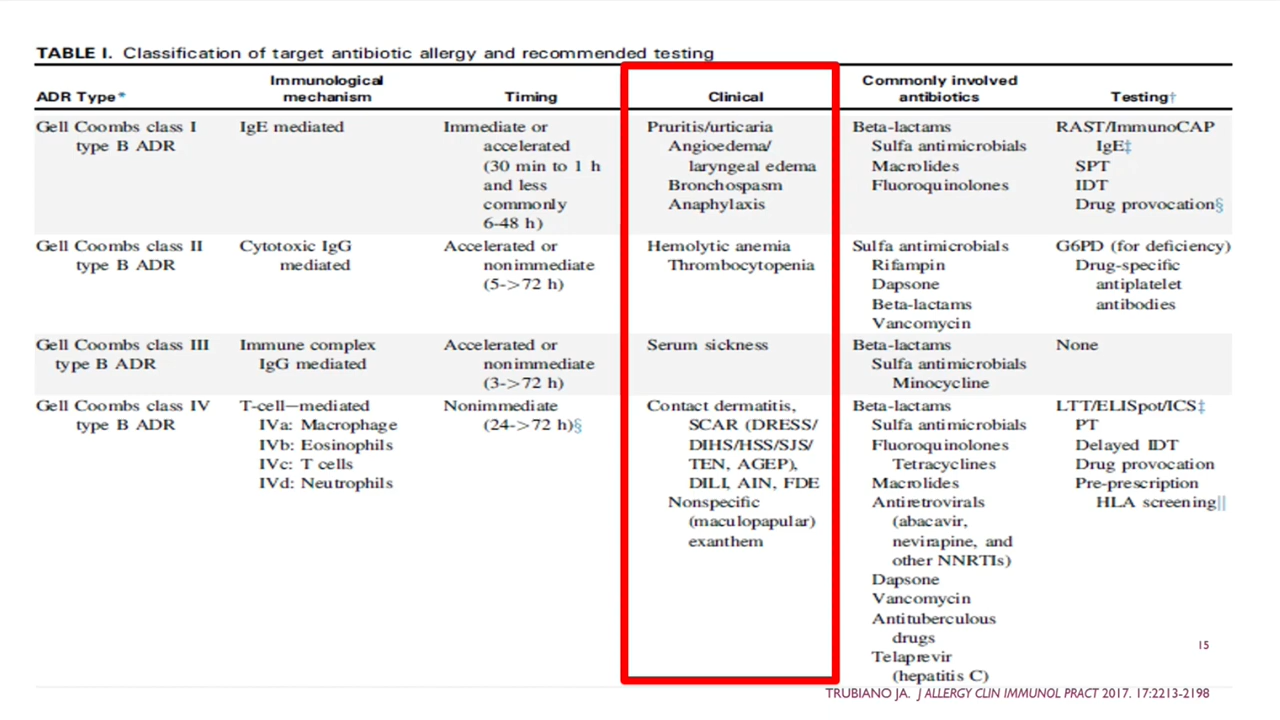 TABLE I. Classification of target antibiotic allergy and recommended testing
ADR Type*
Immunological mechanism
Timing
Clinical
Commonly involved antibiotics
Testing†
Gell Coombs class I
type B ADR
IgE mediated
Immediate or
accelerated
(30 min to 1 h
and less
commonly
6-48 h)
Pruritis/urticaria
Angioedema/
laryngeal edema
Bronchospasm
Anaphylaxis
Beta-lactams
Sulfa antimicrobials
Macrolides
Fluoroquinolones
RAST/ImmunoCAP
IgE‡
SPT
IDT
Drug provocation§
Gell Coombs class II
type B ADR
Cytotoxic IgG
mediated
Accelerated or
nonimmediate
(5->72 h)
Hemolytic anemia
Thrombocytopenia
Sulfa antimicrobials
Rifampin
Dapsone
Beta-lactams
Vancomycin
G6PD (for deficiency)
Drug-specific
antiplatelet
antibodies
Gell Coombs class III
type B ADR
Immune complex
IgG mediated
Accelerated or
nonimmediate
(3->72 h)
Serum sickness
Beta-lactams
Sulfa antimicrobials
Minocycline
None
Gell Coombs class IV
type B ADR
T-cell—mediated
IVa: Macrophage
IVb: Eosinophils
IVc: T cells
IVd: Neutrophils
Nonimmediate
(24->72 h)§
Contact dermatitis,
SCAR (DRESS/
DIHS/HSS/SJS/
TEN, AGEP),
DILI, AIN, FDE
Nonspecific
(maculopapular)
exanthem
Beta-lactams
Sulfa antimicrobials
Fluoroquinolones
Tetracyclines
Macrolides
Antiretrovirals
(abacavir,
nevirapine, and
other NNRTIs)
Dapsone
Vancomycin
Antituberculous
drugs
Telaprevir
(hepatitis C)
LTT/ELISpot/ICS‡
PT
Delayed IDT
Drug provocation
Pre-prescription
HLA screening||
15
TRUBIANO JA. J ALLERGY CLIN IMMUNOL PRACT 2017. 17:2213-2198